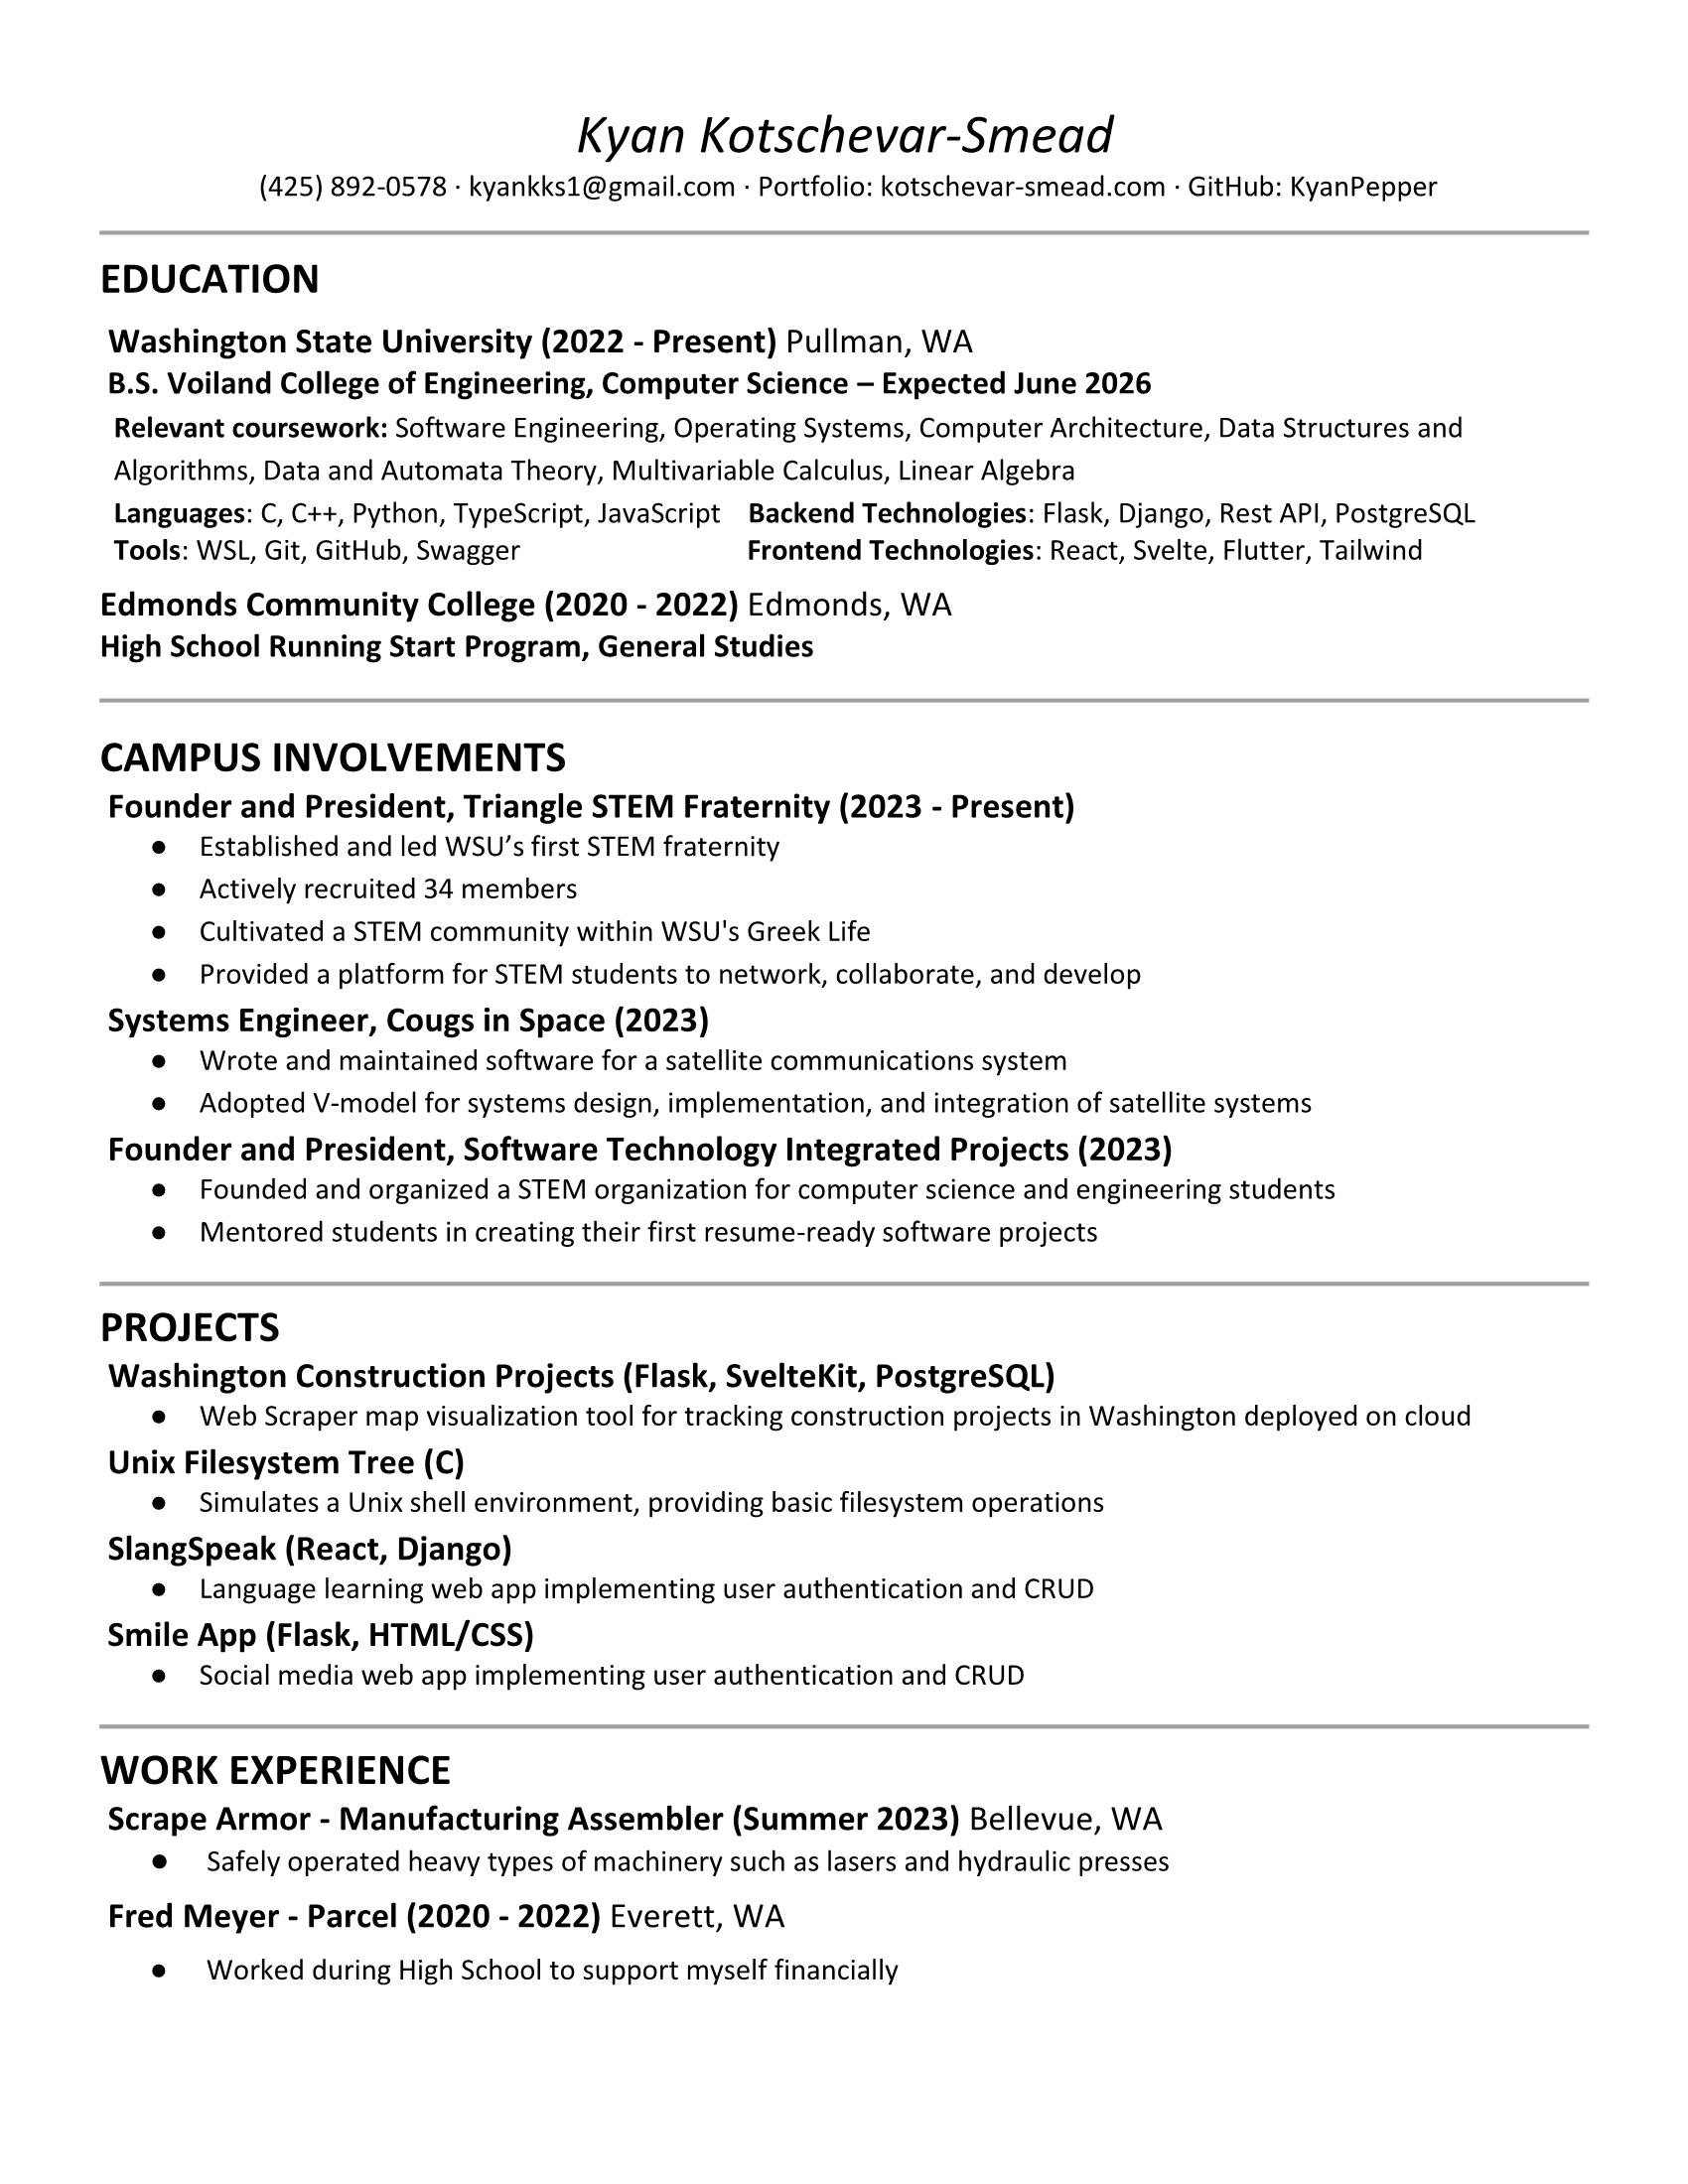 Kyan Kotschevar-Smead
(425) 892-0578 · kyankks1@gmail.com · Portfolio: kotschevar-smead.com · GitHub: KyanPepper
EDUCATION
Washington State University (2022 - Present) Pullman, WA
B.S. Voiland College of Engineering, Computer Science – Expected June 2026
Relevant coursework: Software Engineering, Operating Systems, Computer Architecture, Data Structures and
Algorithms, Data and Automata Theory, Multivariable Calculus, Linear Algebra
Languages: C, C++, Python, TypeScript, JavaScript Backend Technologies: Flask, Django, Rest API, PostgreSQL
Tools: WSL, Git, GitHub, Swagger Frontend Technologies: React, Svelte, Flutter, Tailwind
Edmonds Community College (2020 - 2022) Edmonds, WA
High School Running Start Program, General Studies
CAMPUS INVOLVEMENTS
Founder and President, Triangle STEM Fraternity (2023 - Present)
● Established and led WSU’s first STEM fraternity
● Actively recruited 34 members
● Cultivated a STEM community within WSU's Greek Life
● Provided a platform for STEM students to network, collaborate, and develop
Systems Engineer, Cougs in Space (2023)
● Wrote and maintained software for a satellite communications system
● Adopted V-model for systems design, implementation, and integration of satellite systems
Founder and President, Software Technology Integrated Projects (2023)
● Founded and organized a STEM organization for computer science and engineering students
● Mentored students in creating their first resume-ready software projects
PROJECTS
Washington Construction Projects (Flask, SvelteKit, PostgreSQL)
● Web Scraper map visualization tool for tracking construction projects in Washington deployed on cloud
Unix Filesystem Tree (C)
● Simulates a Unix shell environment, providing basic filesystem operations
SlangSpeak (React, Django)
● Language learning web app implementing user authentication and CRUD
Smile App (Flask, HTML/CSS)
● Social media web app implementing user authentication and CRUD
WORK EXPERIENCE
Scrape Armor - Manufacturing Assembler (Summer 2023) Bellevue, WA
● Safely operated heavy types of machinery such as lasers and hydraulic presses
Fred Meyer - Parcel (2020 - 2022) Everett, WA
● Worked during High School to support myself financially